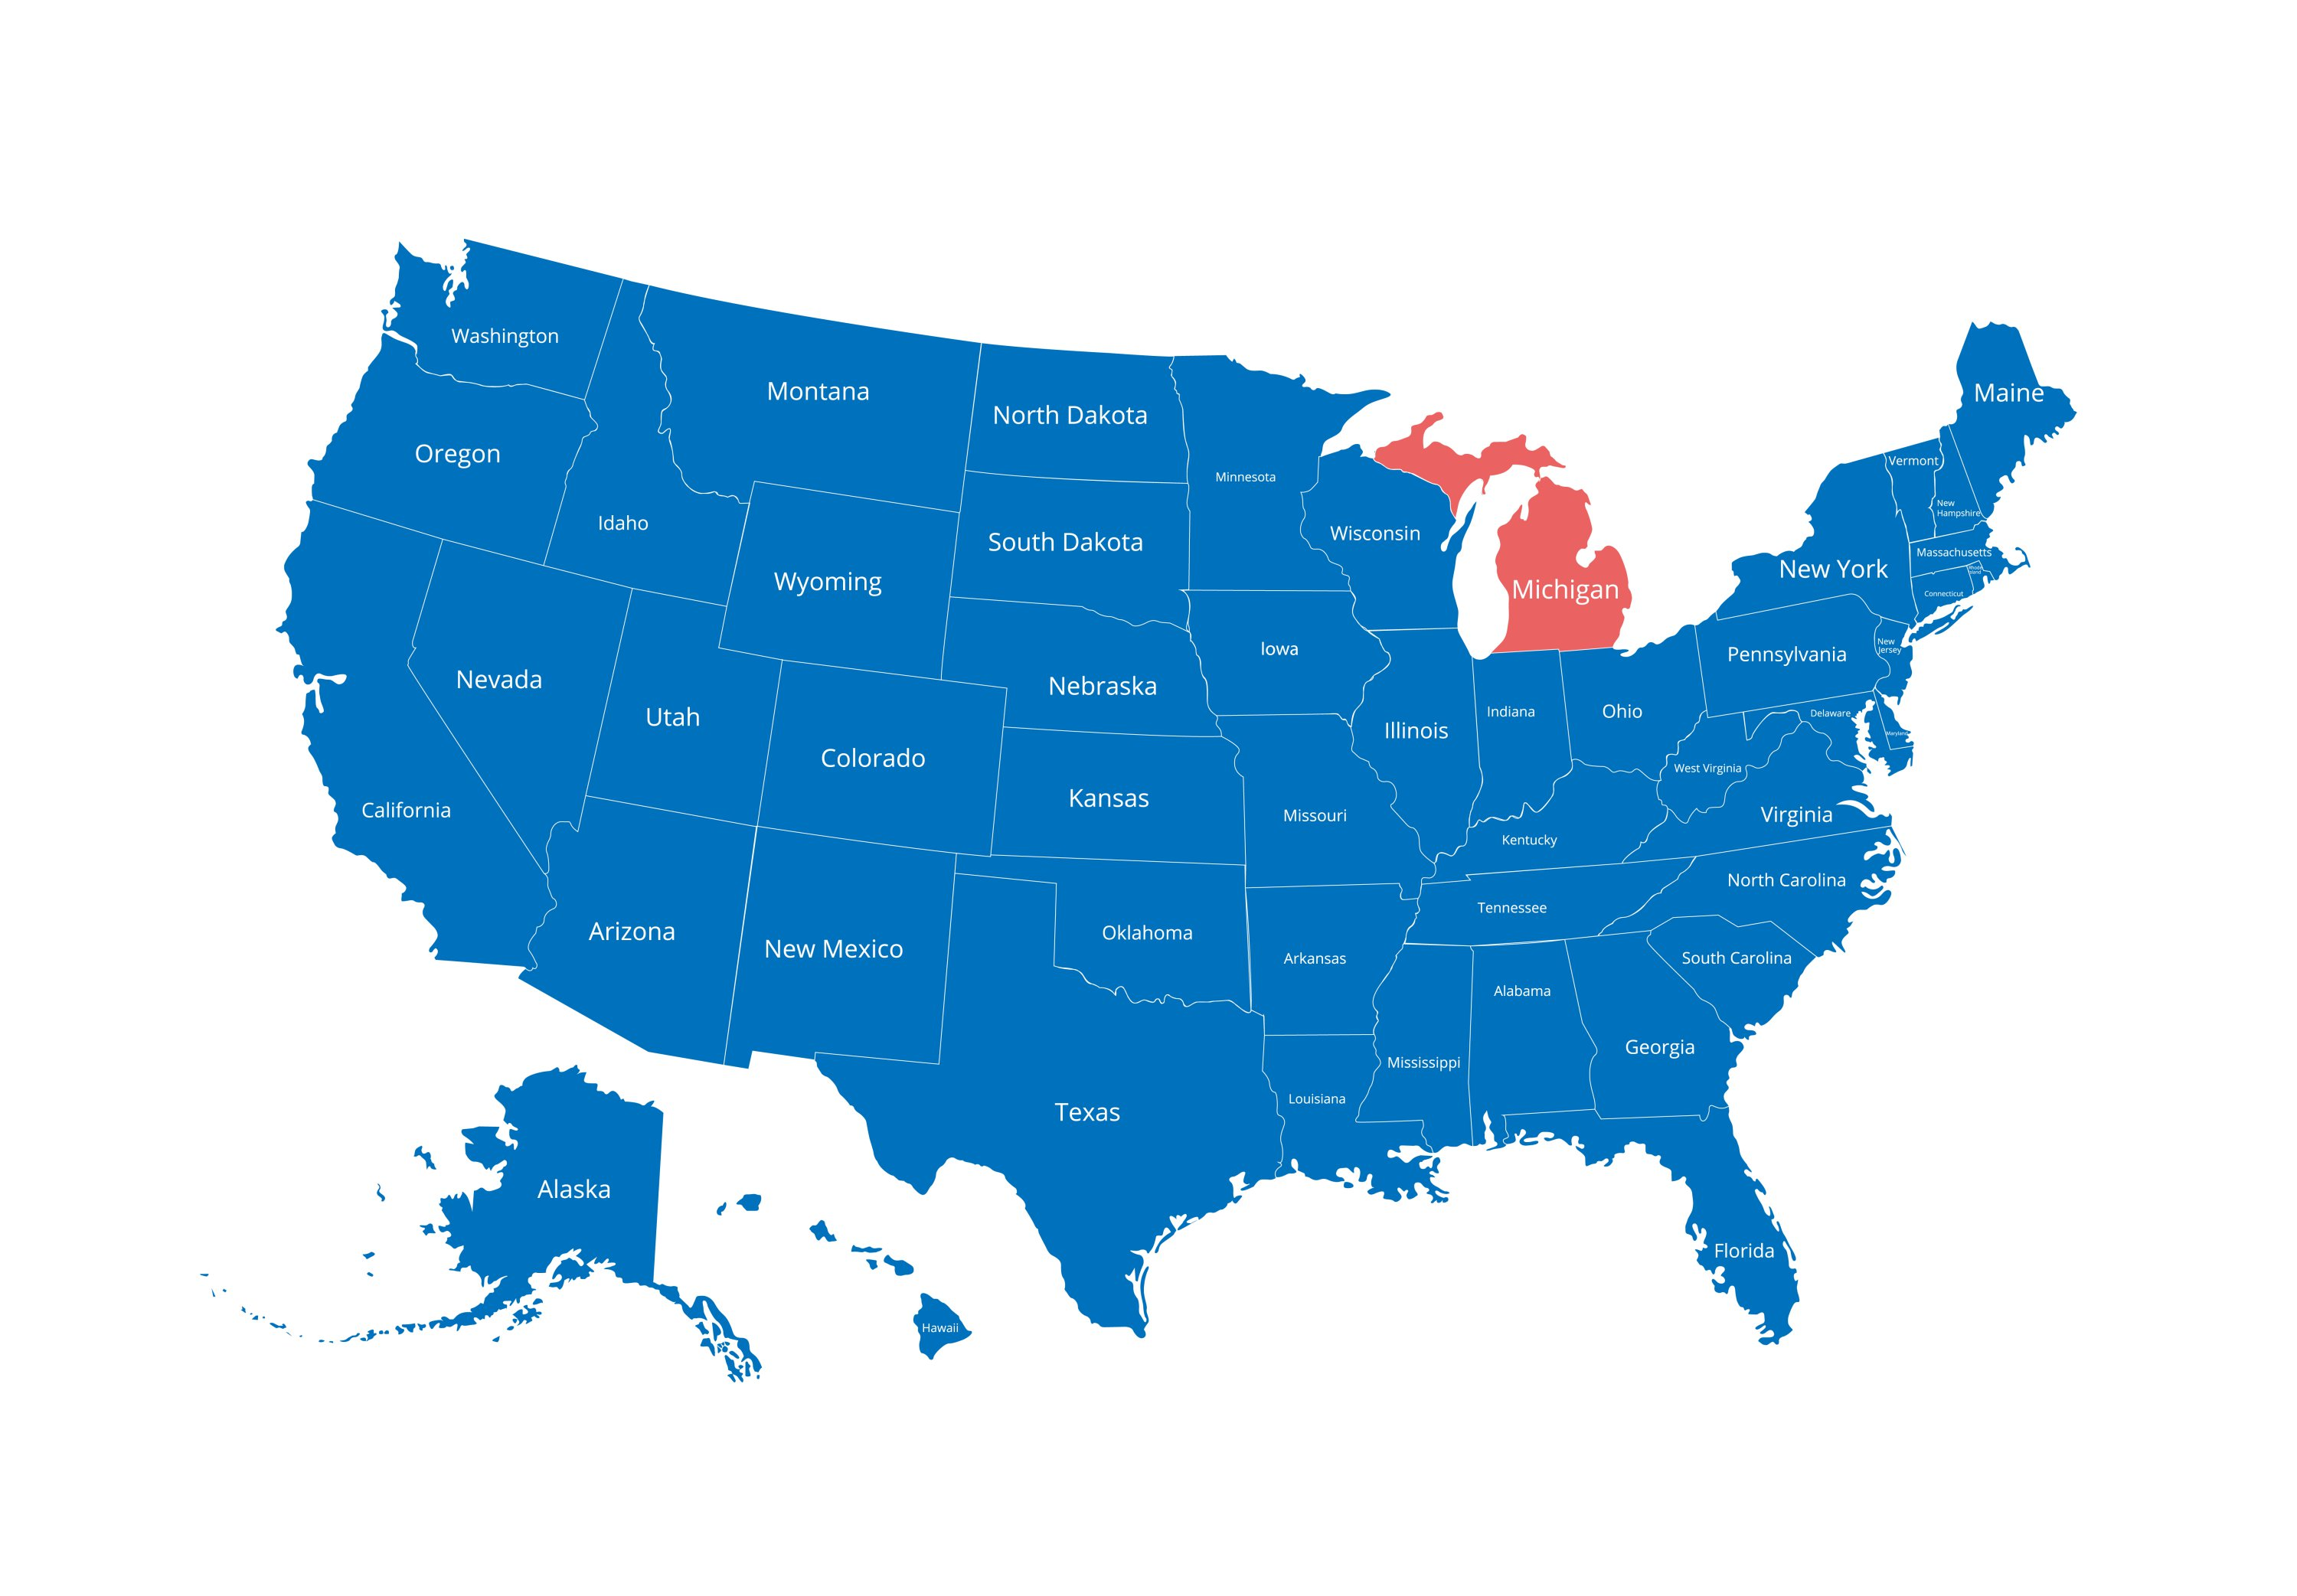 Washington
Montana
Maine
North Dakota
Oregon
Vermont
Minnesota
New
Hampshire
Idaho
Wisconsin
South Dakota
Massachusetts
New York
Rhode
Island
Wyoming
Michigan
Connecticut
New
Jersey
Iowa
Pennsylvania
Nevada
Nebraska
Indiana
Ohio
Delaware
Utah
Illinois
Maryland
Colorado
West Virginia
Kansas
California
Virginia
Missouri
Kentucky
North Carolina
Tennessee
Arizona
Oklahoma
New Mexico
Arkansas
South Carolina
Alabama
Georgia
Mississippi
Louisiana
Texas
Alaska
Florida
Hawaii